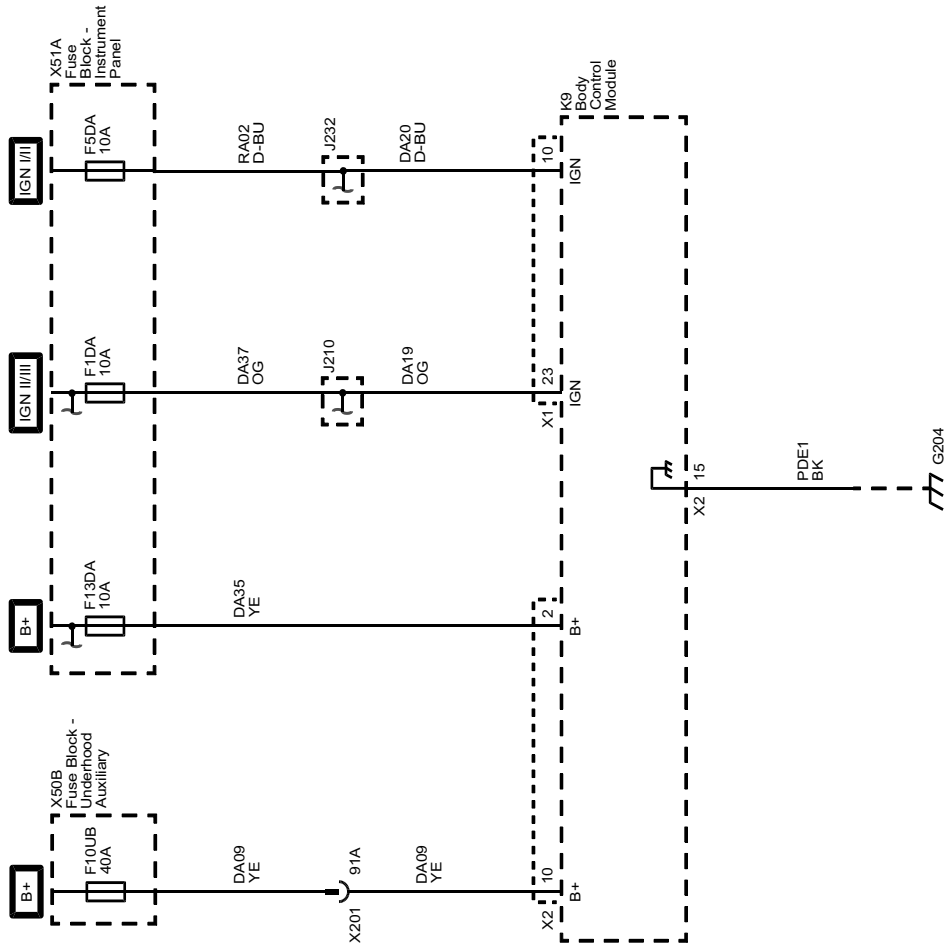 B+
B+
IGN II/III
IGN I/II
X50B
Fuse Block -
Underhood
Auxiliary
X51A
Fuse
Block -
Instrument
Panel
F10UB
40A
F13DA
10A
F1DA
10A
F5DA
10A
DA09
YE
DA35
YE
DA37
OG
RA02
D-BU
X201
91A
J210
J232
DA09
YE
DA19
OG
DA20
D-BU
X2
10
2
X1
23
10
K9
Body
Control
Module
B+
B+
IGN
IGN
X2
15
PDE1
BK
G204